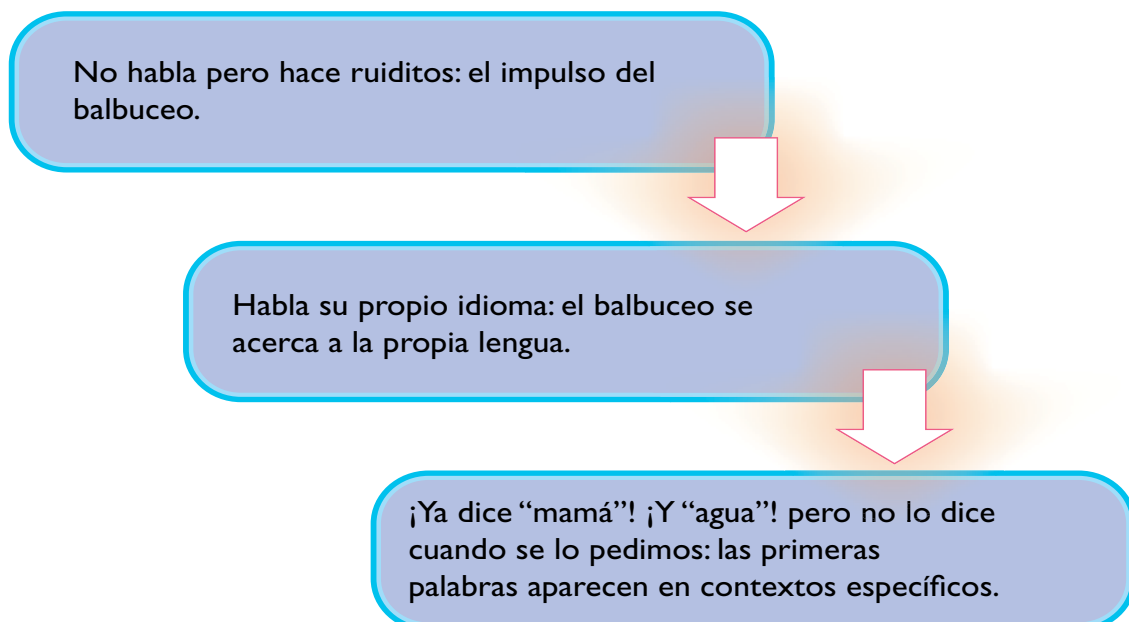 No habla pero hace ruiditos: el impulso del
balbuceo.
Habla su propio idioma: el balbuceo se
acerca a la propia lengua.
¡Ya dice “mamá”! ¡Y “agua”! pero no lo dice
cuando se lo pedimos: las primeras
palabras aparecen en contextos específicos.